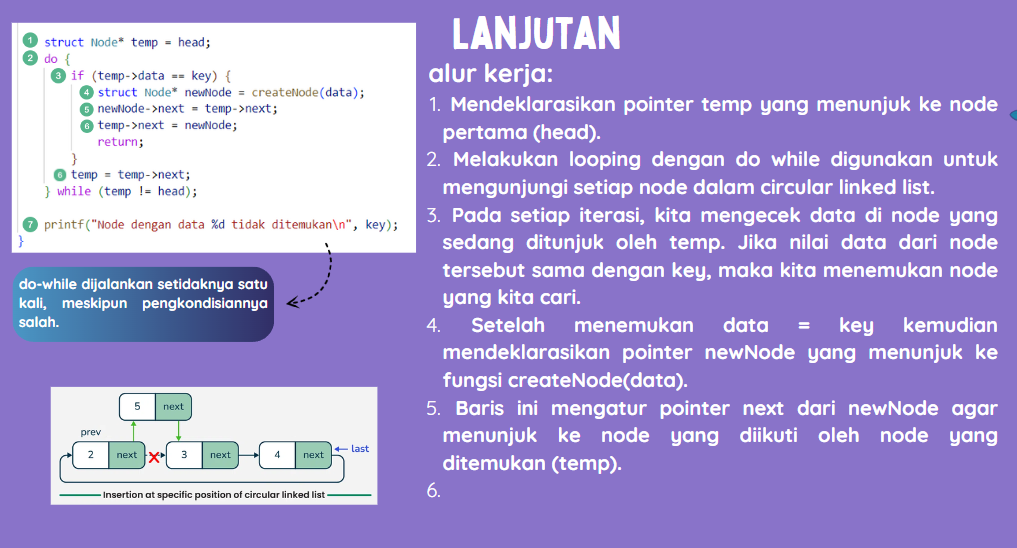 LANJUTAN
1 struct Node* temp = head;
2 do {
3 if (temp->data == key) {
4 struct Node* newNode = createNode(data);
5 newNode->next = temp->next;
6 temp->next = newNode;
return;
}
6 temp = temp->next;
} while (temp != head);
7 printf("Node dengan data %d tidak ditemukan\n", key);
}
do-while dijalankan setidaknya satu
kali, meskipun pengkondisiannya
salah.
5 next
prev
2 next 3 next 4 next last
Insertion at specific position of circular linked list
alur kerja:
1. Mendeklarasikan pointer temp yang menunjuk ke node
pertama (head).
2. Melakukan looping dengan do while digunakan untuk
mengunjungi setiap node dalam circular linked list.
3. Pada setiap iterasi, kita mengecek data di node yang
sedang ditunjuk oleh temp. Jika nilai data dari node
tersebut sama dengan key, maka kita menemukan node
yang kita cari.
4. Setelah menemukan data = key kemudian
mendeklarasikan pointer newNode yang menunjuk ke
fungsi createNode(data).
5. Baris ini mengatur pointer next dari newNode agar
menunjuk ke node yang diikuti oleh node yang
ditemukan (temp).
6.